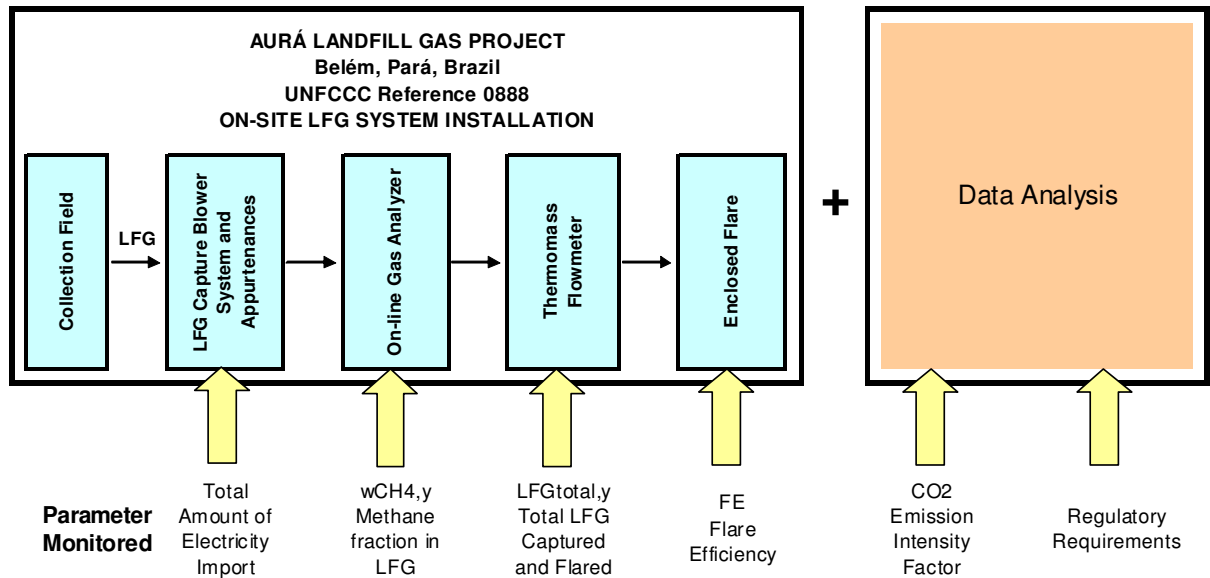 AURÁ LANDFILL GAS PROJECT
Belém, Pará, Brazil
UNFCCC Reference 0888
ON-SITE LFG SYSTEM INSTALLATION
Collection Field
LFG
LFG Capture Blower
System and
Appurtenances
On-line Gas Analyzer
Thermomass
Flowmeter
Enclosed Flare
+
Data Analysis
Parameter
Monitored
Total
Amount of
Electricity
Import
wCH4,y
Methane
fraction in
LFG
LFGtotal,y
Total LFG
Captured
and Flared
FE
Flare
Efficiency
CO2
Emission
Intensity
Factor
Regulatory
Requirements